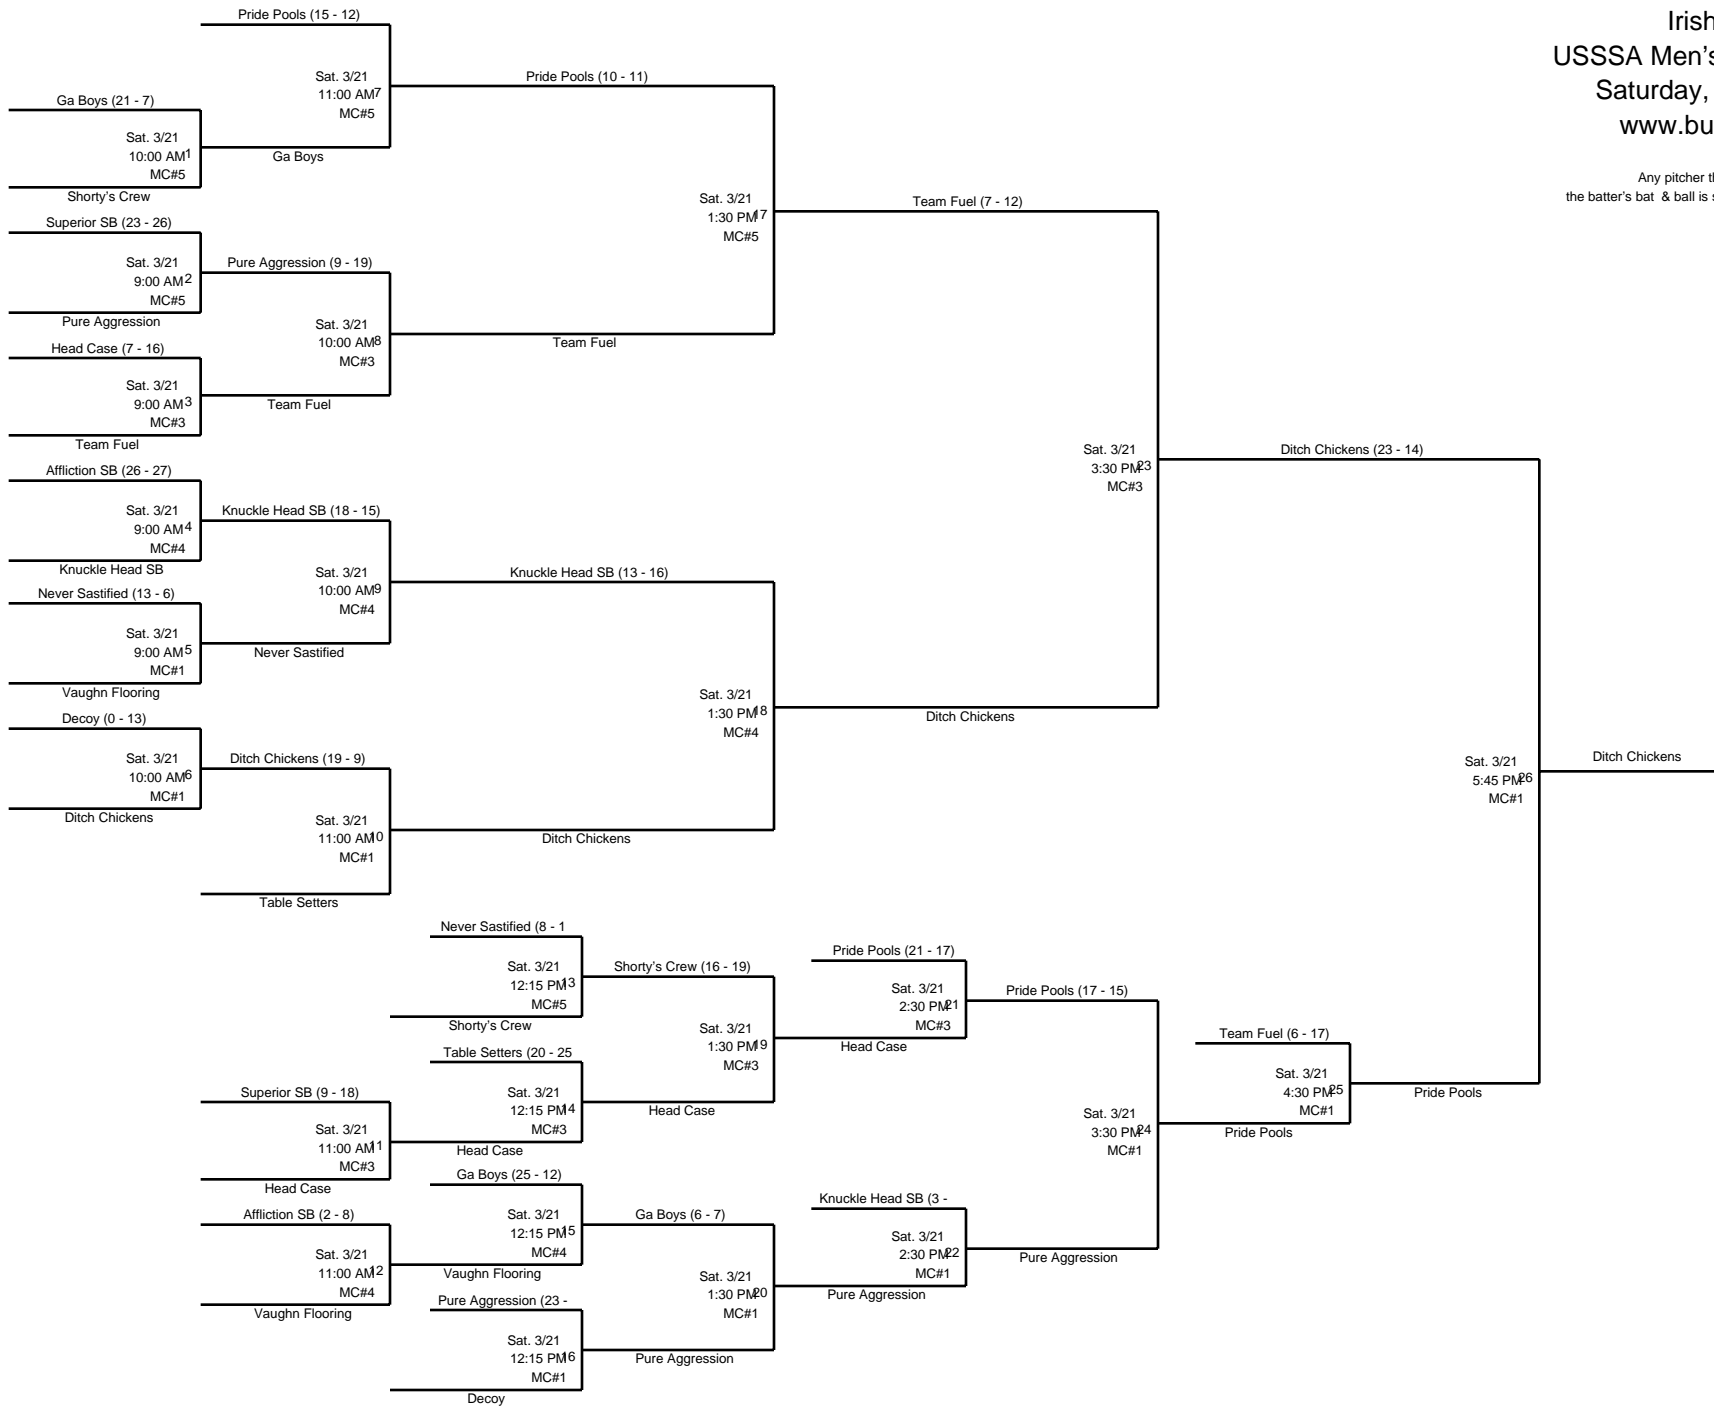 Pride Pools (15 - 12)
Sat. 3/21
11:00 AM7
MC#5
Ga Boys
Ga Boys (21 - 7)
Sat. 3/21
10:00 AM1
MC#5
Shorty's Crew
Superior SB (23 - 26)
Sat. 3/21
9:00 AM2
MC#5
Pure Aggression
Pure Aggression (9 - 19)
Sat. 3/21
10:00 AM8
MC#3
Team Fuel
Head Case (7 - 16)
Sat. 3/21
9:00 AM3
MC#3
Team Fuel
Affliction SB (26 - 27)
Sat. 3/21
9:00 AM4
MC#4
Knuckle Head SB
Knuckle Head SB (18 - 15)
Sat. 3/21
10:00 AM9
MC#4
Never Sastified
Never Sastified (13 - 6)
Sat. 3/21
9:00 AM5
MC#1
Vaughn Flooring
Decoy (0 - 13)
Sat. 3/21
10:00 AM6
MC#1
Ditch Chickens
Ditch Chickens (19 - 9)
Sat. 3/21
11:00 AM10
MC#1
Table Setters
Pride Pools (10 - 11)
Sat. 3/21
1:30 PM17
MC#5
Team Fuel
Knuckle Head SB (13 - 16)
Sat. 3/21
1:30 PM18
MC#4
Ditch Chickens
Team Fuel (7 - 12)
Sat. 3/21
3:30 PM23
MC#3
Ditch Chickens
Ditch Chickens (23 - 14)
Sat. 3/21
5:45 PM26
MC#1
Ditch Chickens
Irish
USSSA Men's
Saturday,
www.bu
Any pitcher th
the batter's bat & ball is s
Never Sastified (8 - 1
Sat. 3/21
12:15 PM13
MC#5
Shorty's Crew
Table Setters (20 - 25
Sat. 3/21
12:15 PM14
MC#3
Head Case
Superior SB (9 - 18)
Sat. 3/21
11:00 AM11
MC#3
Head Case
Affliction SB (2 - 8)
Sat. 3/21
11:00 AM12
MC#4
Vaughn Flooring
Ga Boys (25 - 12)
Sat. 3/21
12:15 PM15
MC#4
Vaughn Flooring
Pure Aggression (23 -
Sat. 3/21
12:15 PM16
MC#1
Decoy
Shorty's Crew (16 - 19)
Sat. 3/21
1:30 PM19
MC#3
Head Case
Ga Boys (6 - 7)
Sat. 3/21
1:30 PM20
MC#1
Pure Aggression
Pride Pools (21 - 17)
Sat. 3/21
2:30 PM21
MC#3
Head Case
Knuckle Head SB (3 -
Sat. 3/21
2:30 PM22
MC#1
Pure Aggression
Pride Pools (17 - 15)
Sat. 3/21
3:30 PM24
MC#1
Pure Aggression
Team Fuel (6 - 17)
Sat. 3/21
4:30 PM25
MC#1
Pride Pools
Pride Pools